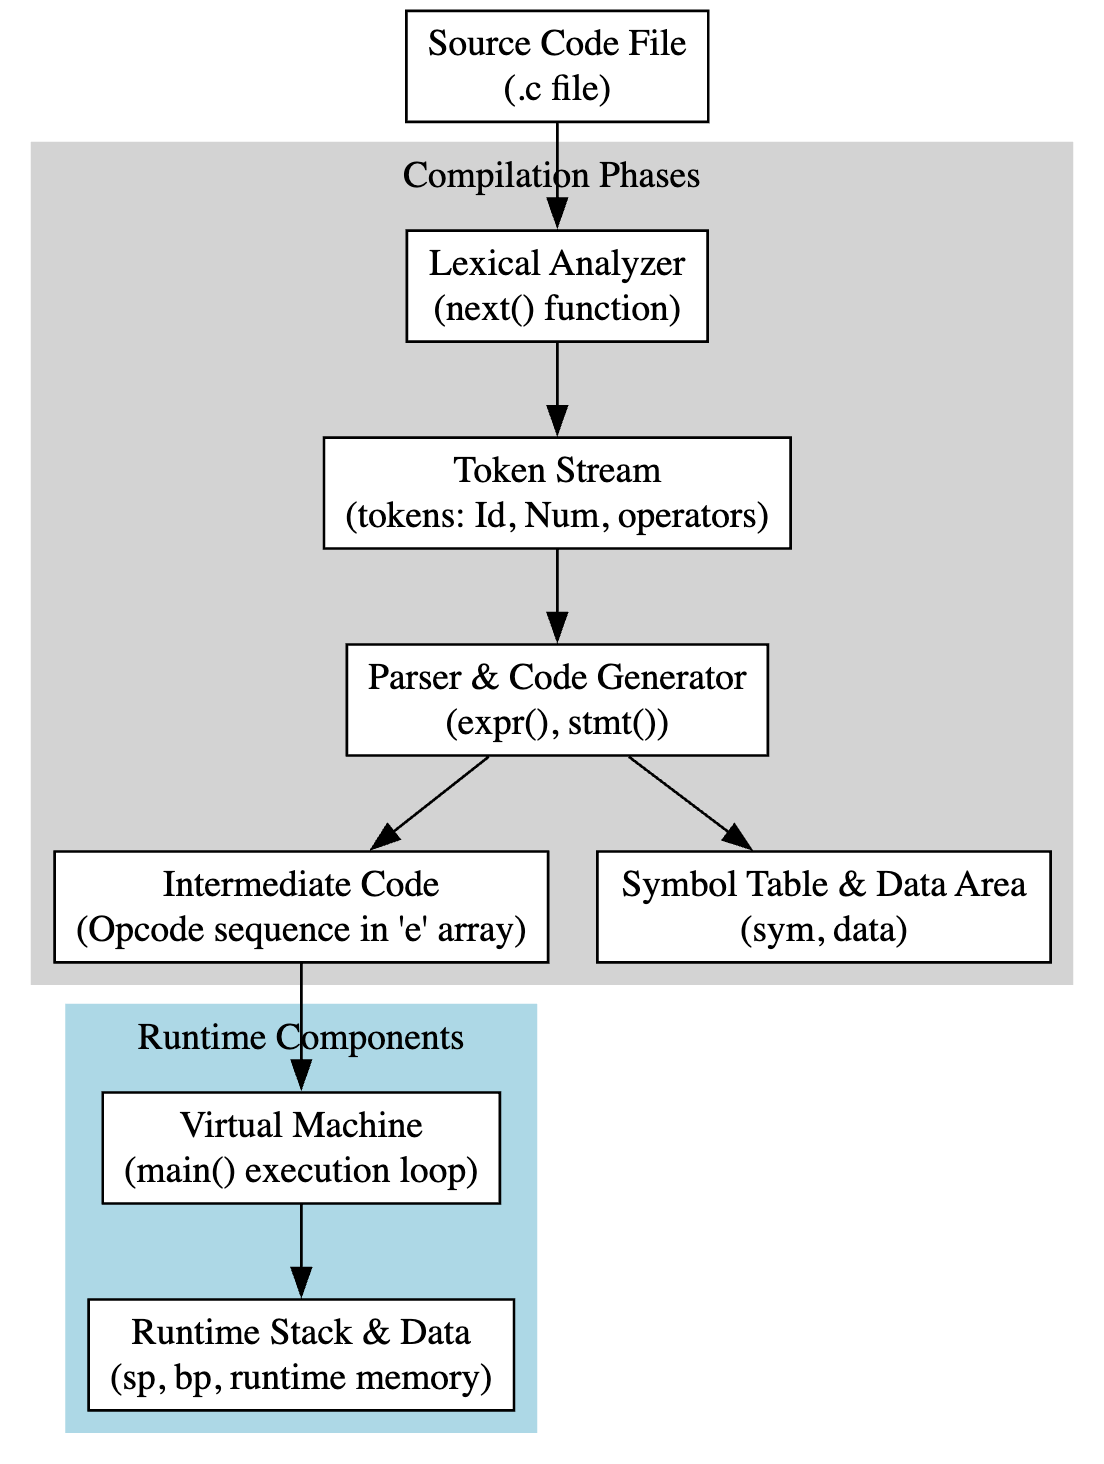 Source Code File
(.c file)
Compilation Phases
Lexical Analyzer
(next() function)
Token Stream
(tokens: Id, Num, operators)
Parser & Code Generator
(expr(), stmt())
Intermediate Code
(Opcode sequence in 'e' array)
Symbol Table & Data Area
(sym, data)
Runtime Components
Virtual Machine
(main() execution loop)
Runtime Stack & Data
(sp, bp, runtime memory)